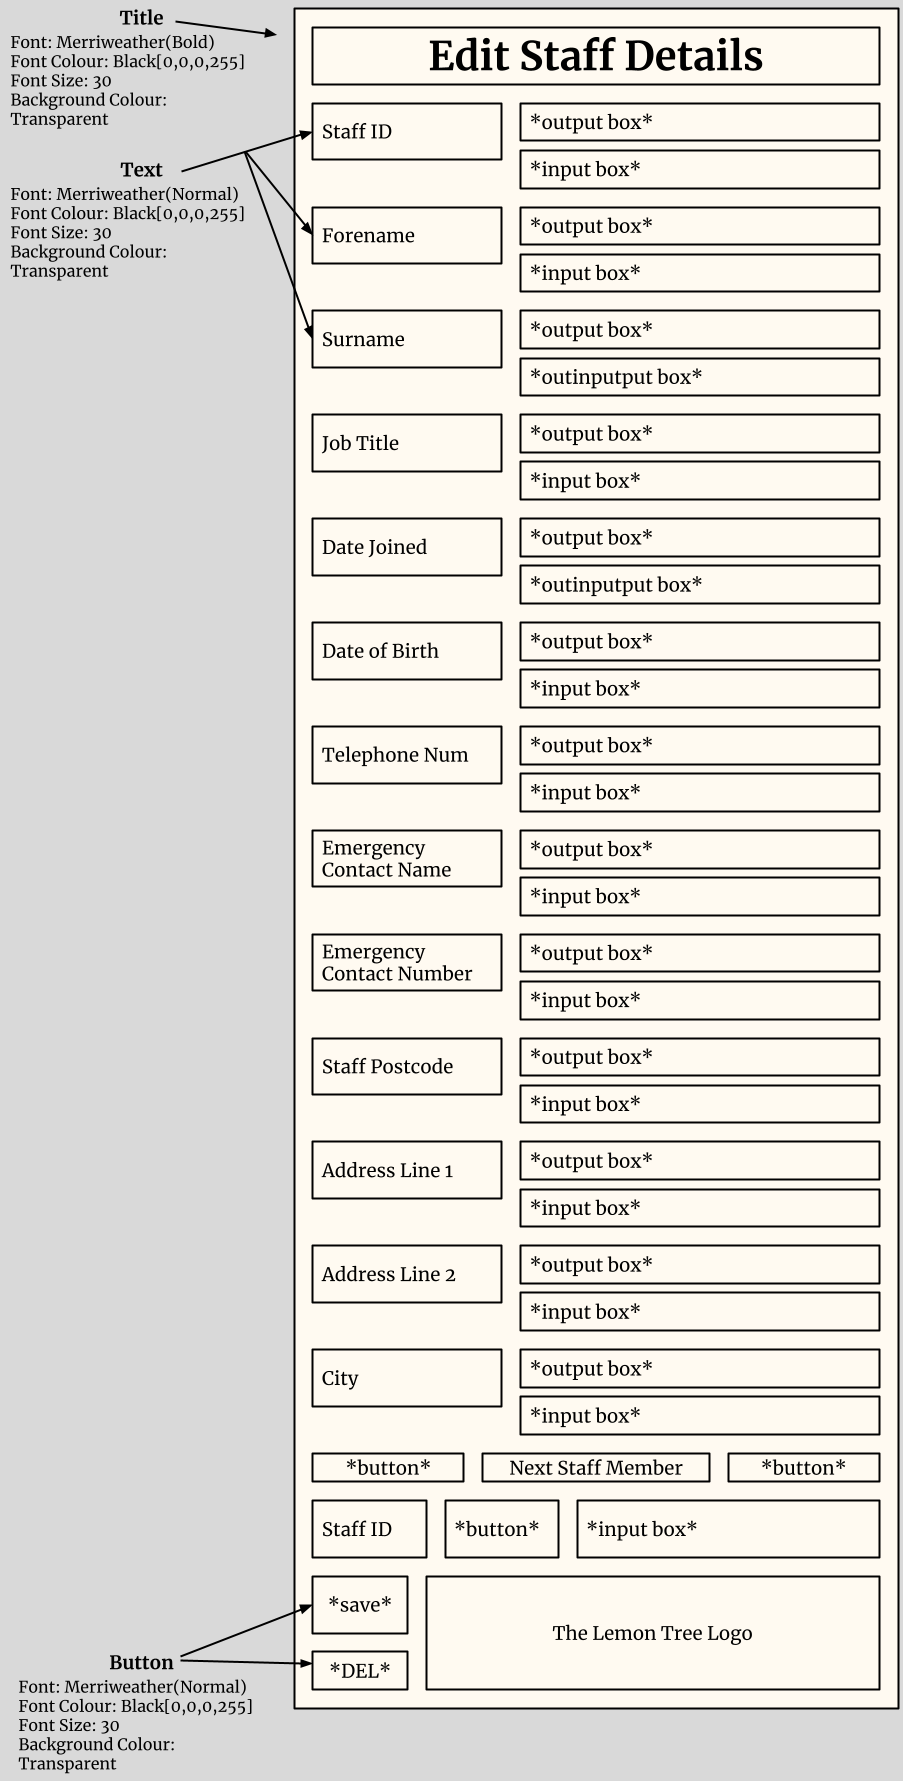 Title
Font: Merriweather(Bold)
Font Colour: Black[0,0,0,255]
Font Size: 30
Background Colour:
Transparent
Text
Font: Merriweather(Normal)
Font Colour: Black[0,0,0,255]
Font Size: 30
Background Colour:
Transparent
Edit Staff Details
Staff ID
*output box*
*input box*
Forename
*output box*
*input box*
Surname
*output box*
*outinputput box*
Job Title
*output box*
*input box*
Date Joined
*output box*
*outinputput box*
Date of Birth
*output box*
*input box*
Telephone Num
*output box*
*input box*
Emergency
Contact Name
*output box*
*input box*
Emergency
Contact Number
*output box*
*input box*
Staff Postcode
*output box*
*input box*
Address Line 1
*output box*
*input box*
Address Line 2
*output box*
*input box*
City
*output box*
*input box*
*button*
Next Staff Member
*button*
Staff ID
*button*
*input box*
*save*
*DEL*
The Lemon Tree Logo
Button
Font: Merriweather(Normal)
Font Colour: Black[0,0,0,255]
Font Size: 30
Background Colour:
Transparent